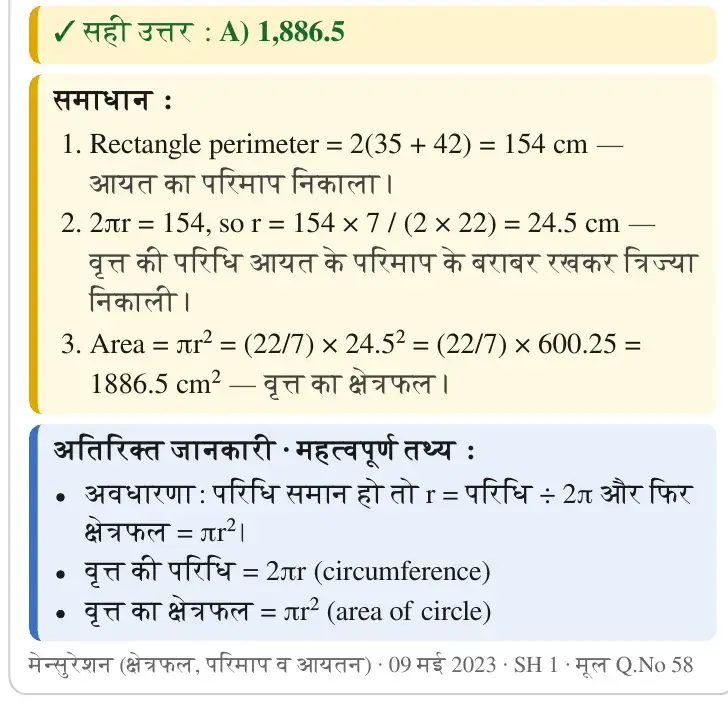 ✓ सही उत्तर : A) 1,886.5
समाधान :
1. Rectangle perimeter = 2(35 + 42) = 154 cm —
आयत का परिमाप निकाला।
2. 2πr = 154, so r = 154 × 7 / (2 × 22) = 24.5 cm —
वृत्त की परिधि आयत के परिमाप के बराबर रखकर त्रिज्या
निकाली।
3. Area = πr² = (22/7) × 24.5² = (22/7) × 600.25 =
1886.5 cm² — वृत्त का क्षेत्रफल।
अतिरिक्त जानकारी · महत्वपूर्ण तथ्य :
• अवधारणा : परिधि समान हो तो r = परिधि ÷ 2π और फिर
क्षेत्रफल = πr²।
• वृत्त की परिधि = 2πr (circumference)
• वृत्त का क्षेत्रफल = πr² (area of circle)
मेन्सुरेशन (क्षेत्रफल, परिमाप व आयतन) · 09 मई 2023 · SH 1 · मूल Q.No 58